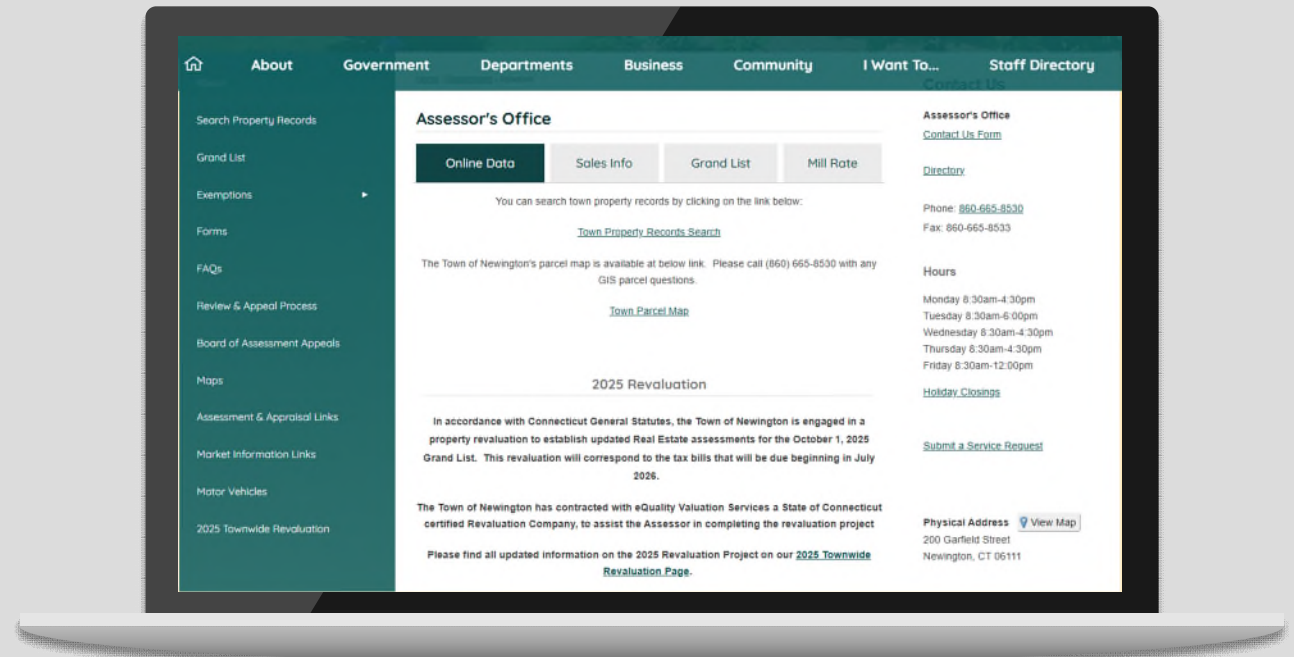 About Government Departments Business Community I Want To... Staff Directory
Search Property Records
Grand List
Exemptions
Forms
FAQs
Review & Appeal Process
Board of Assessment Appeals
Maps
Assessment & Appraisal Links
Market Information Links
Motor Vehicles
2025 Townwide Revaluation
Assessor's Office
Online Data Sales Info Grand List Mill Rate
You can search town property records by clicking on the link below:
Town Property Records Search
The Town of Newington's parcel map is available at below link. Please call (860) 665-8530 with any
GIS parcel questions.
Town Parcel Map
2025 Revaluation
In accordance with Connecticut General Statutes, the Town of Newington is engaged in a
property revaluation to establish updated Real Estate assessments for the October 1, 2025
Grand List. This revaluation will correspond to the tax bills that will be due beginning in July
2026.
The Town of Newington has contracted with eQuality Valuation Services a State of Connecticut
certified Revaluation Company, to assist the Assessor in completing the revaluation project
Please find all updated information on the 2025 Revaluation Project on our 2025 Townwide
Revaluation Page.
Contact Us
Assessor's Office
Contact Us Form
Directory
Phone: 860-665-8530
Fax: 860-665-8533
Hours
Monday 8:30am-4:30pm
Tuesday 8:30am-6:00pm
Wednesday 8:30am-4:30pm
Thursday 8:30am-4:30pm
Friday 8:30am-12:00pm
Holiday Closings
Submit a Service Request
Physical Address View Map
200 Garfield Street
Newington, CT 06111